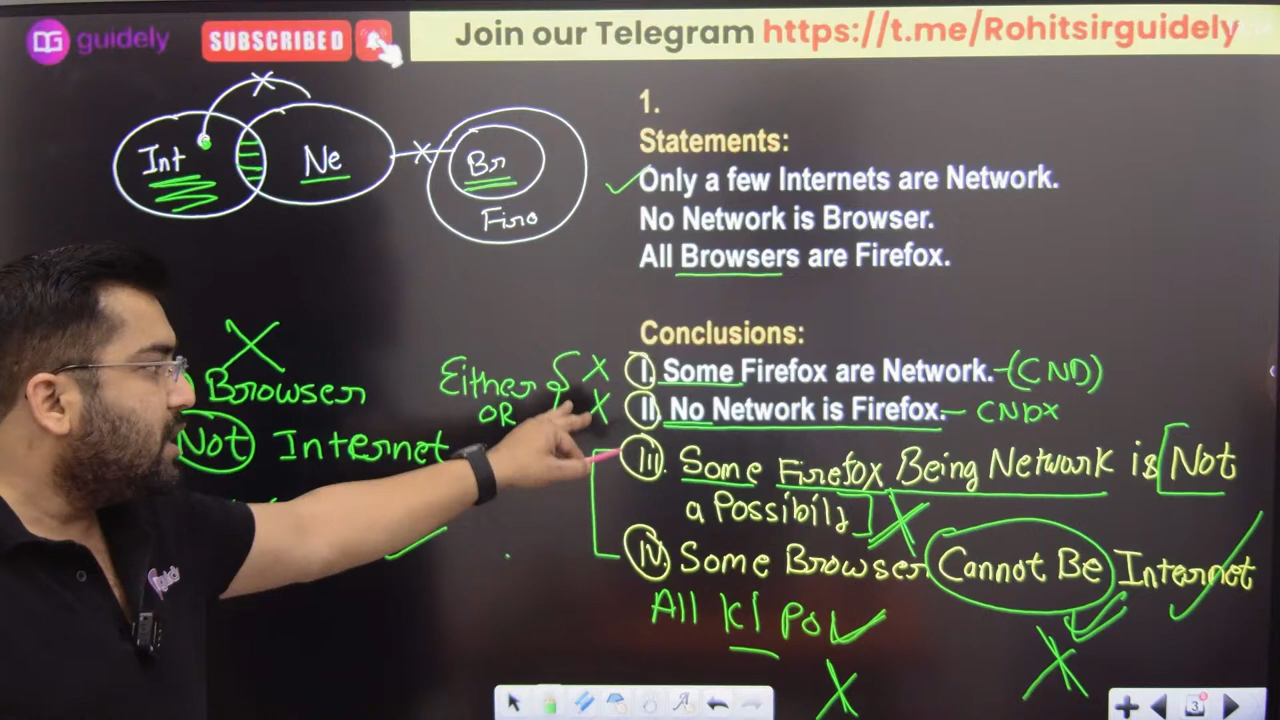 guidely
SUBSCRIBED
Join our Telegram https://t.me/Rohitsirguidely
Int
Ne
Br
Firo
1.
Statements:
Only a few Internets are Network.
No Network is Browser.
All Browsers are Firefox.
Conclusions:
I. Some Firefox are Network. - (CND)
II. No Network is Firefox. - CNDX
Either
OR
X
X
X
Browser
Not Internet
III. Some Firefox Being Network is Not
a Possibily X
IV. Some Browser Cannot Be Internet
All KI Po
X
X
3